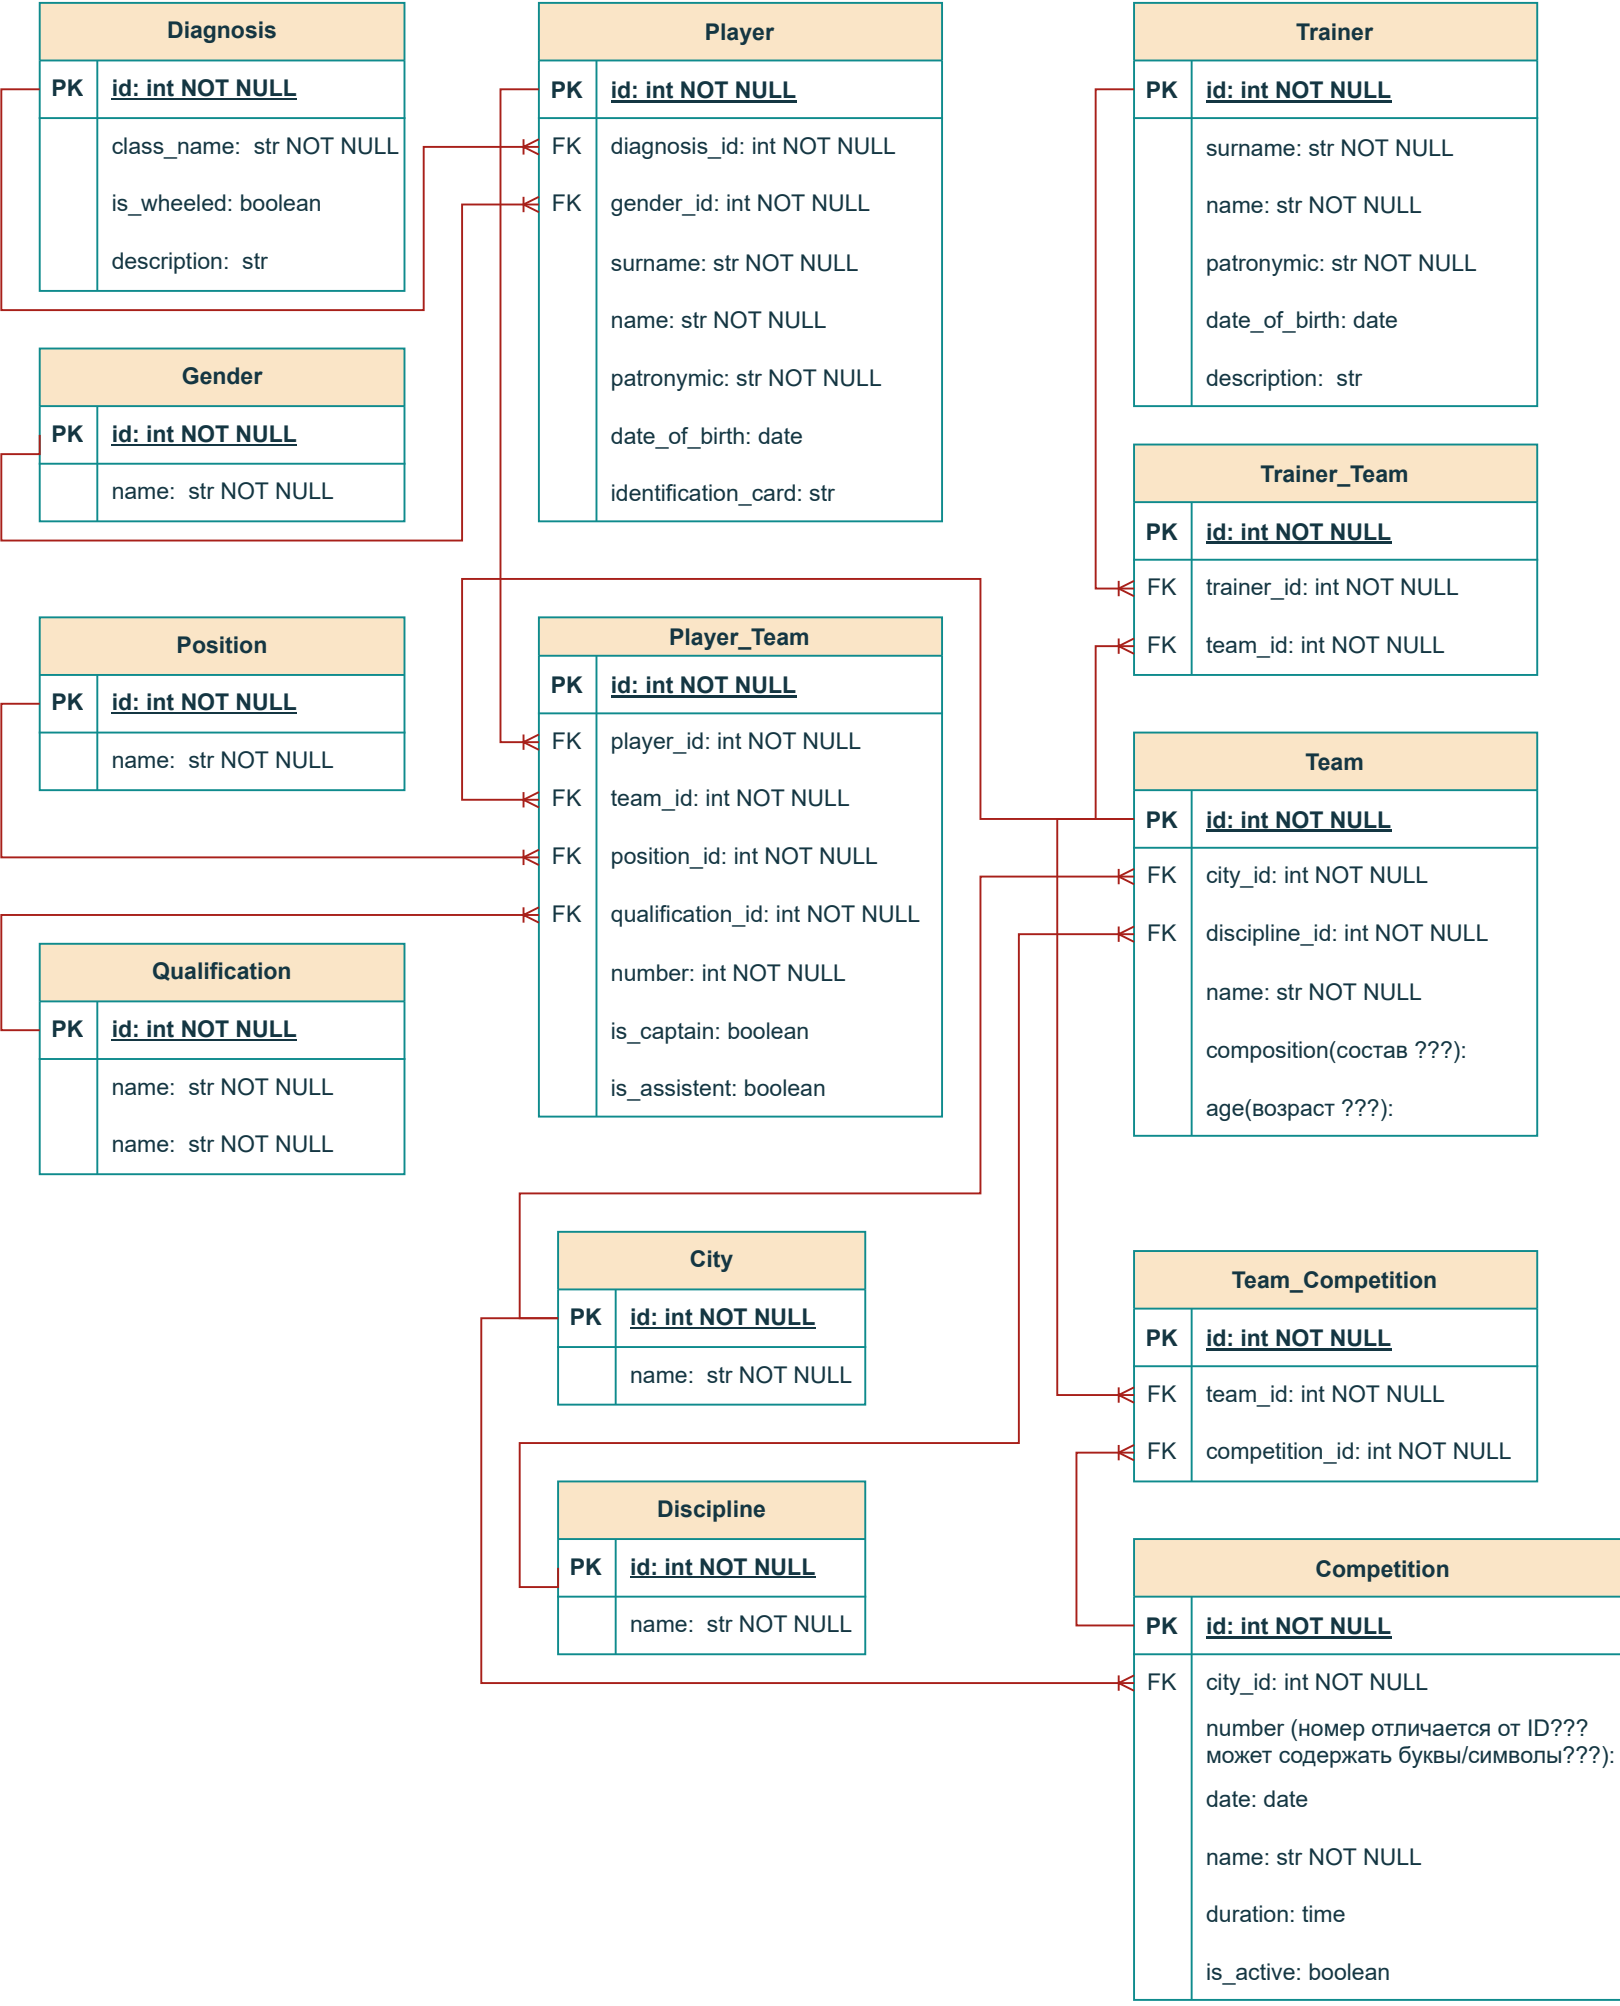 Diagnosis
PK id: int NOT NULL
class_name: str NOT NULL
is_wheeled: boolean
description: str
Gender
PK id: int NOT NULL
name: str NOT NULL
Position
PK id: int NOT NULL
name: str NOT NULL
Qualification
PK id: int NOT NULL
name: str NOT NULL
name: str NOT NULL
Player
PK id: int NOT NULL
FK diagnosis_id: int NOT NULL
FK gender_id: int NOT NULL
surname: str NOT NULL
name: str NOT NULL
patronymic: str NOT NULL
date_of_birth: date
identification_card: str
Player_Team
PK id: int NOT NULL
FK player_id: int NOT NULL
FK team_id: int NOT NULL
FK position_id: int NOT NULL
FK qualification_id: int NOT NULL
number: int NOT NULL
is_captain: boolean
is_assistent: boolean
City
PK id: int NOT NULL
name: str NOT NULL
Discipline
PK id: int NOT NULL
name: str NOT NULL
Trainer
PK id: int NOT NULL
surname: str NOT NULL
name: str NOT NULL
patronymic: str NOT NULL
date_of_birth: date
description: str
Trainer_Team
PK id: int NOT NULL
FK trainer_id: int NOT NULL
FK team_id: int NOT NULL
Team
PK id: int NOT NULL
FK city_id: int NOT NULL
FK discipline_id: int NOT NULL
name: str NOT NULL
composition(состав ???):
age(возраст ???):
Team_Competition
PK id: int NOT NULL
FK team_id: int NOT NULL
FK competition_id: int NOT NULL
Competition
PK id: int NOT NULL
FK city_id: int NOT NULL
number (номер отличается от ID???
может содержать буквы/символы???):
date: date
name: str NOT NULL
duration: time
is_active: boolean